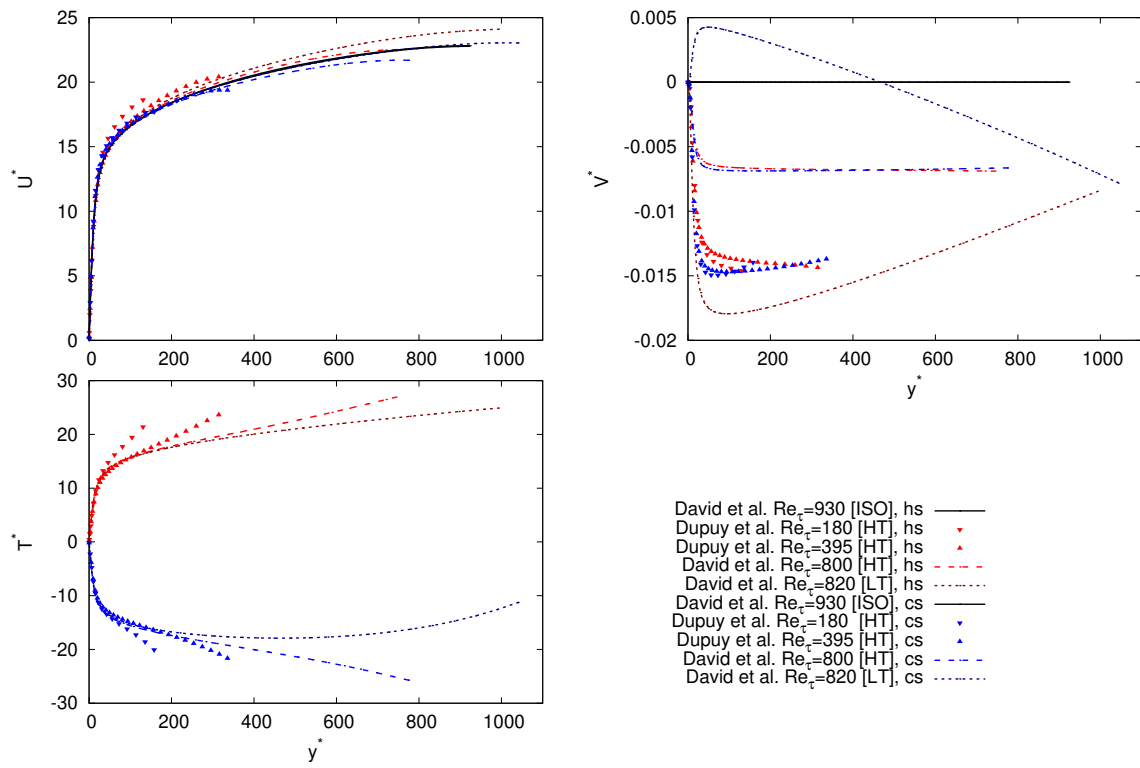 25
20
15
10
5
0
U*
0 200 400 600 800 1000
0.005
0
-0.005
-0.01
-0.015
-0.02
V*
0 200 400 600 800 1000
y*
30
20
10
0
-10
-20
-30
T*
0 200 400 600 800 1000
y*
David et al. Reτ=930 [ISO], hs
Dupuy et al. Reτ=180 [HT], hs
Dupuy et al. Reτ=395 [HT], hs
David et al. Reτ=800 [HT], hs
David et al. Reτ=820 [LT], hs
David et al. Reτ=930 [ISO], cs
Dupuy et al. Reτ=180 [HT], cs
Dupuy et al. Reτ=395 [HT], cs
David et al. Reτ=800 [HT], cs
David et al. Reτ=820 [LT], cs